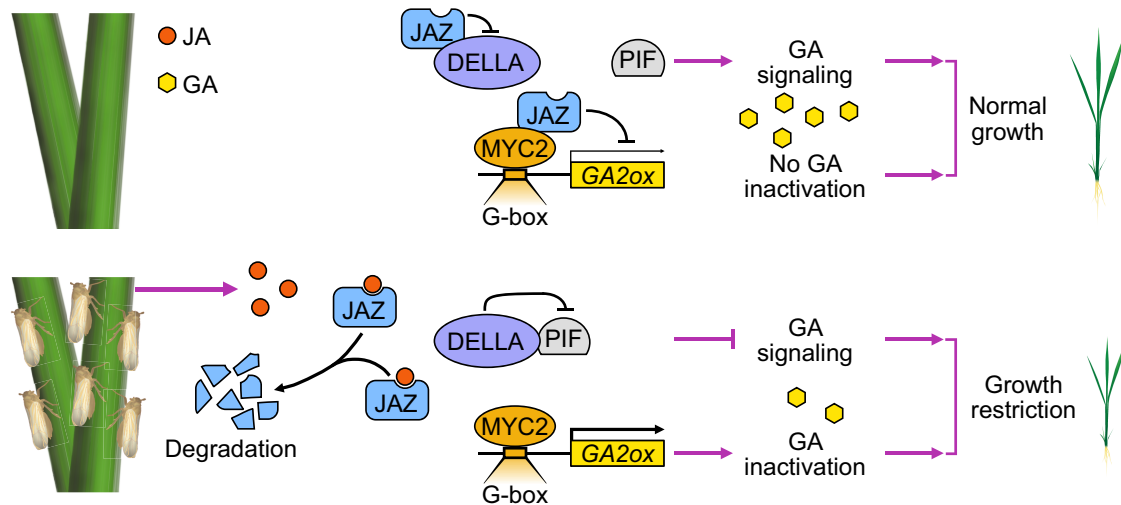 JA
GA
JAZ
DELLA
PIF
JAZ
MYC2
GA2ox
G-box
GA
signaling
No GA
inactivation
Normal
growth
JAZ
JAZ
Degradation
DELLA
PIF
MYC2
GA2ox
G-box
GA
signaling
GA
inactivation
Growth
restriction